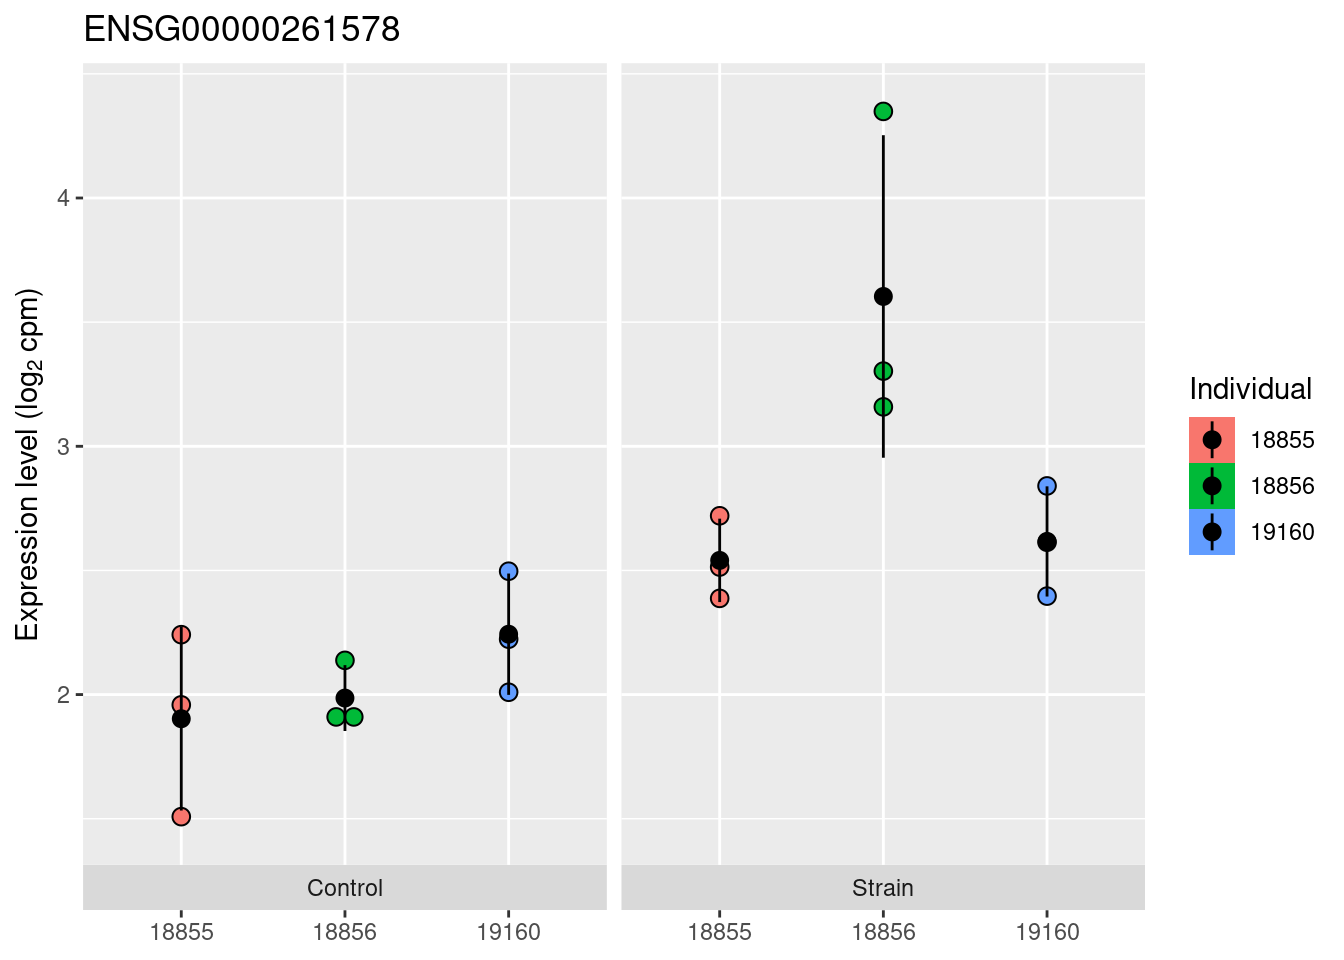 ENSG00000261578
Expression level (log₂ cpm)
4
3
2
Control
Strain
18855
18856
19160
18855
18856
19160
Individual
18855
18856
19160